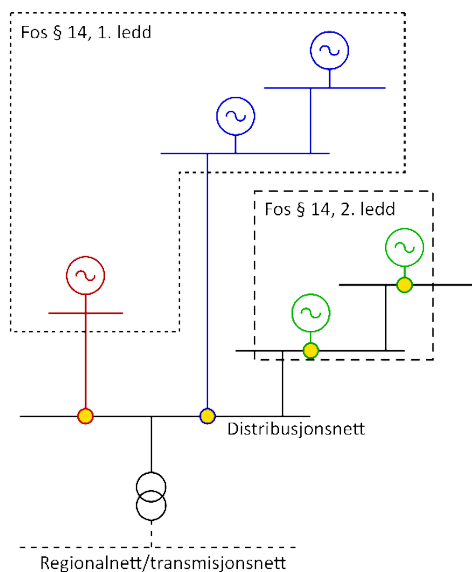 Fos § 14, 1. ledd
Fos § 14, 2. ledd
Distribusjonsnett
Regionalnett/transmisjonsnett